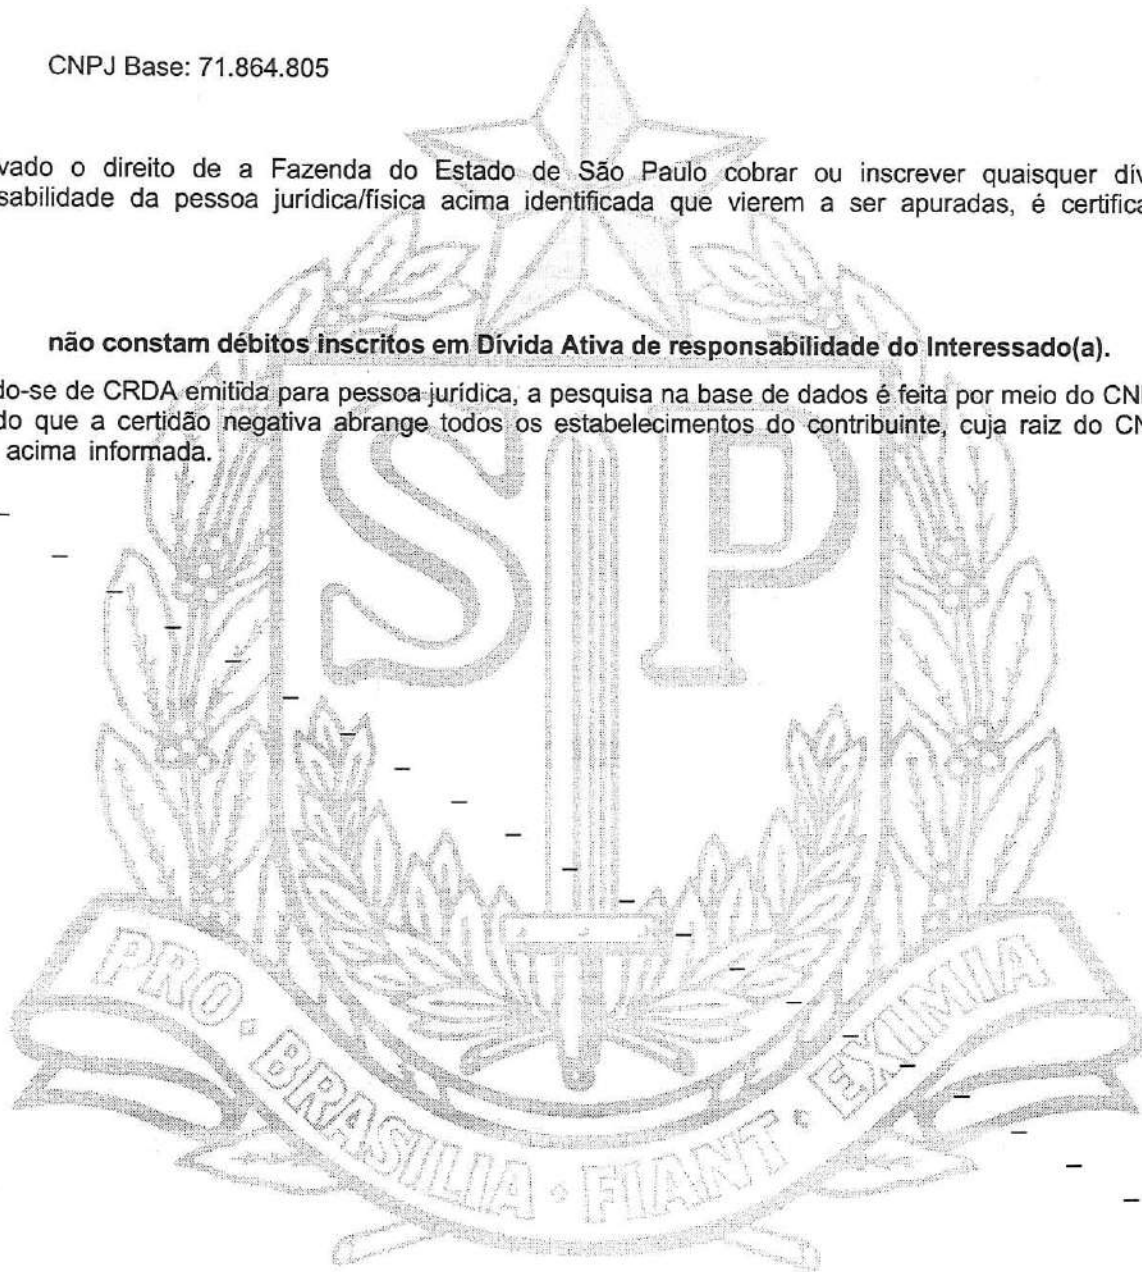 CNPJ Base: 71.864.805
vado o direito de a Fazenda do Estado de São Paulo cobrar ou inscrever quaisquer
sabilidade da pessoa jurídica/física acima identificada que vierem a ser apuradas, é
não constam débitos inscritos em Dívida Ativa de responsabilidade do Interessado(a).
do-se de CRDA emitida para pessoa jurídica, a pesquisa na base de dados é feita por meio do
do que a certidão negativa abrange todos os estabelecimentos do contribuinte, cuja raiz do
acima informada.
SP
PRO · BRASILIA · FIANT · EXIMIA